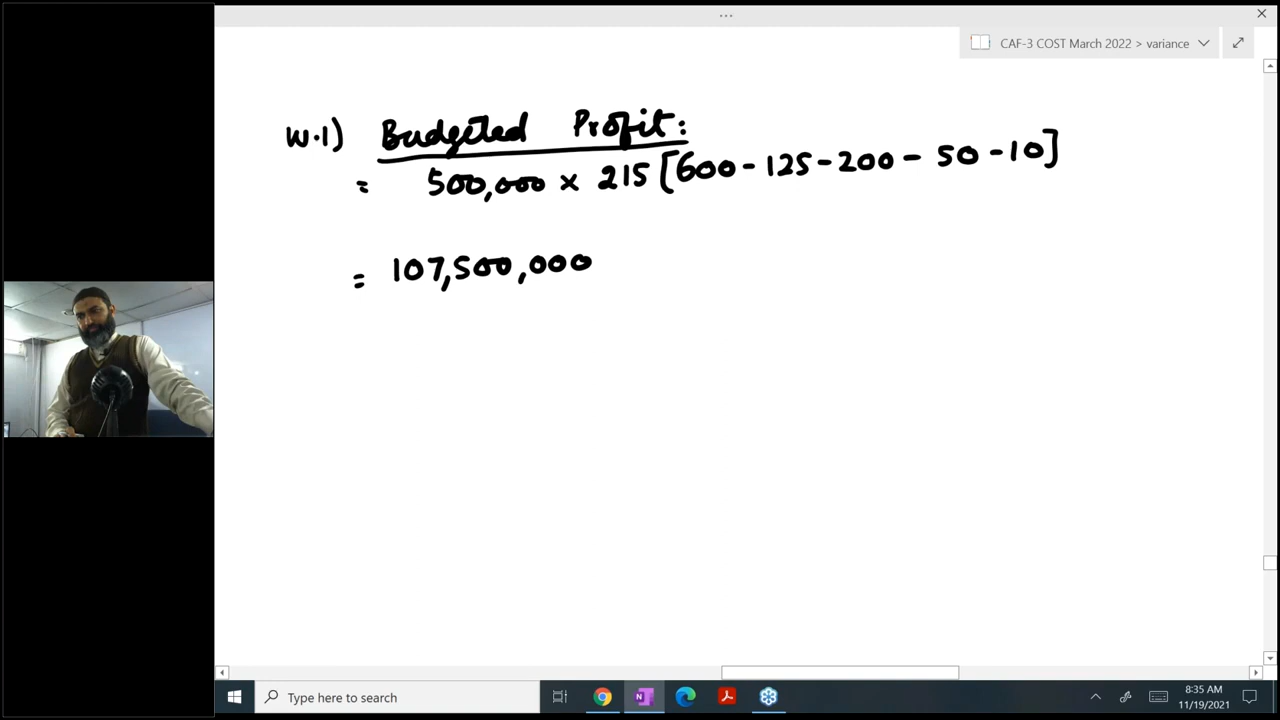 CAF-3 COST March 2022 > variance
W.1) Budgeted Profit:
= 500,000 × 215 [600 - 125 - 200 - 50 - 10]
= 107,500,000
Type here to search
N
8:35 AM
11/19/2021